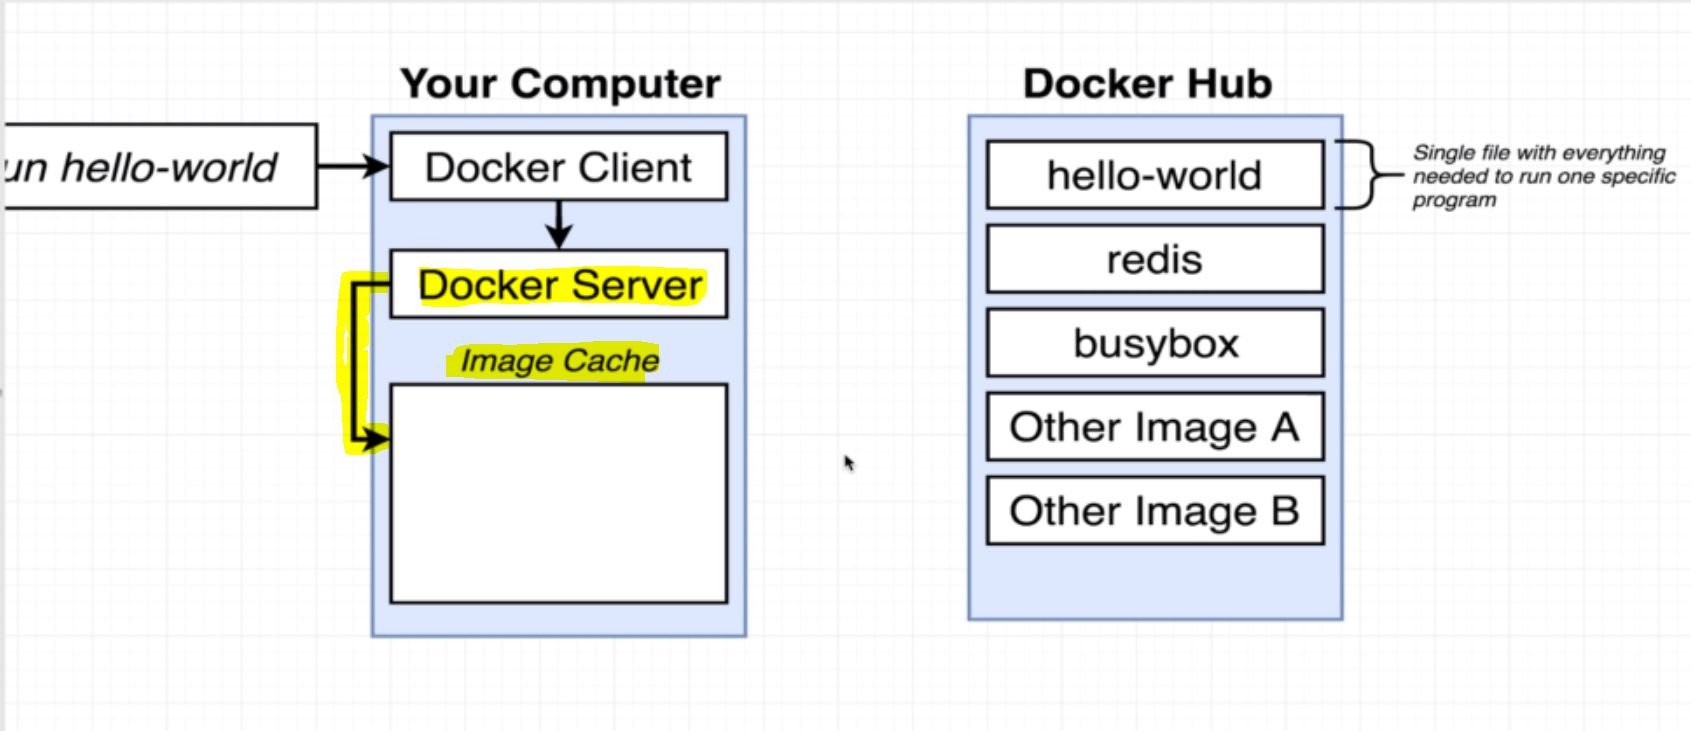 Your Computer
un hello-world
Docker Client
Docker Server
Image Cache
Docker Hub
hello-world
redis
busybox
Other Image A
Other Image B
Single file with everything
needed to run one specific
program